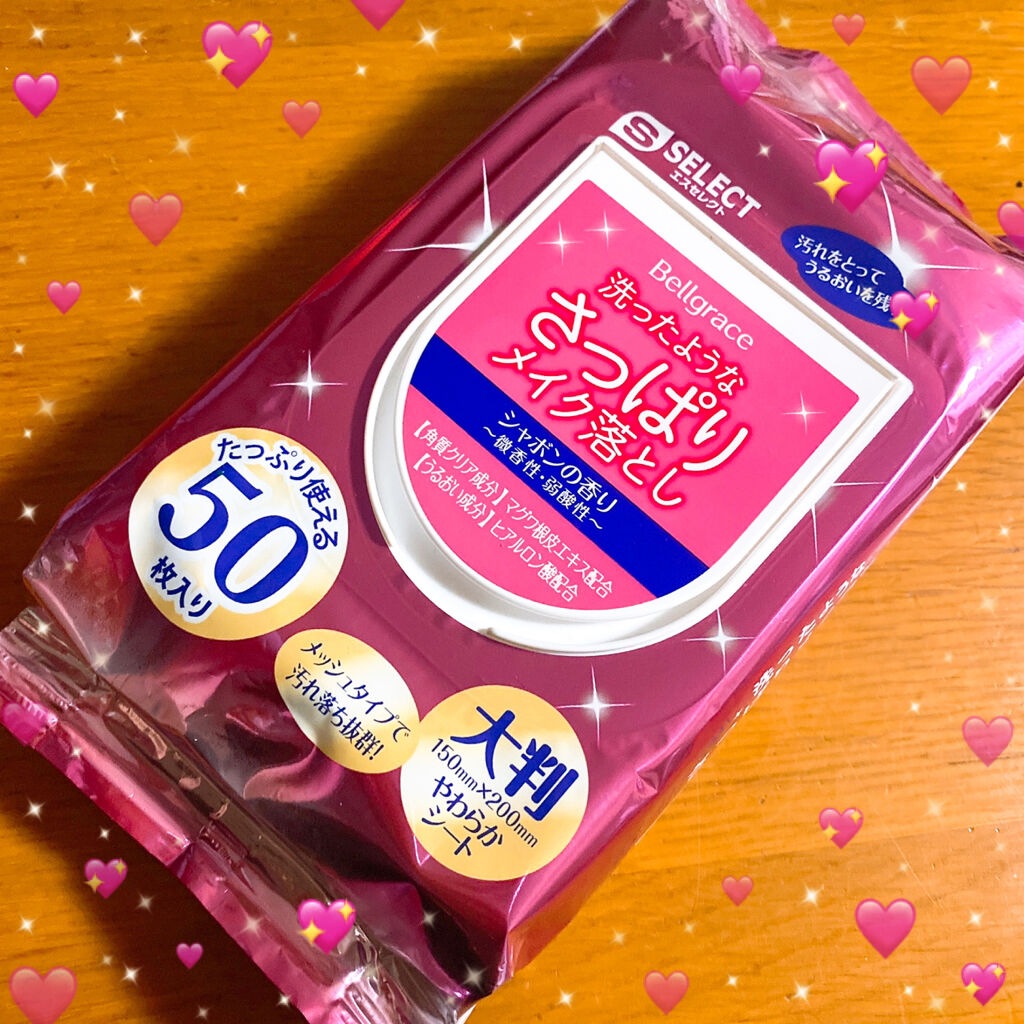 S SELECT
エスセレクト
汚れをとって
うるおいを残
Bellgrace
洗ったような
さっぱり
メイク落とし
シャボンの香り
～微香性・弱酸性～
【角質クリア成分】マグワ根皮エキス配合
【うるおい成分】ヒアルロン酸配合
たっぷり使える
50
枚入り
メッシュタイプで
汚れ落ち抜群!
大判
150mm×200mm
やわらか
シート